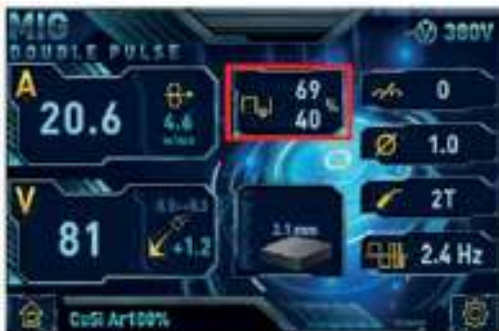 MIG
DOUBLE PULSE
380V
A
20.6
4.6
69
40
%
0
Ø 1.0
2T
2.4 Hz
V
81
+1.2
CuSi Ar100%